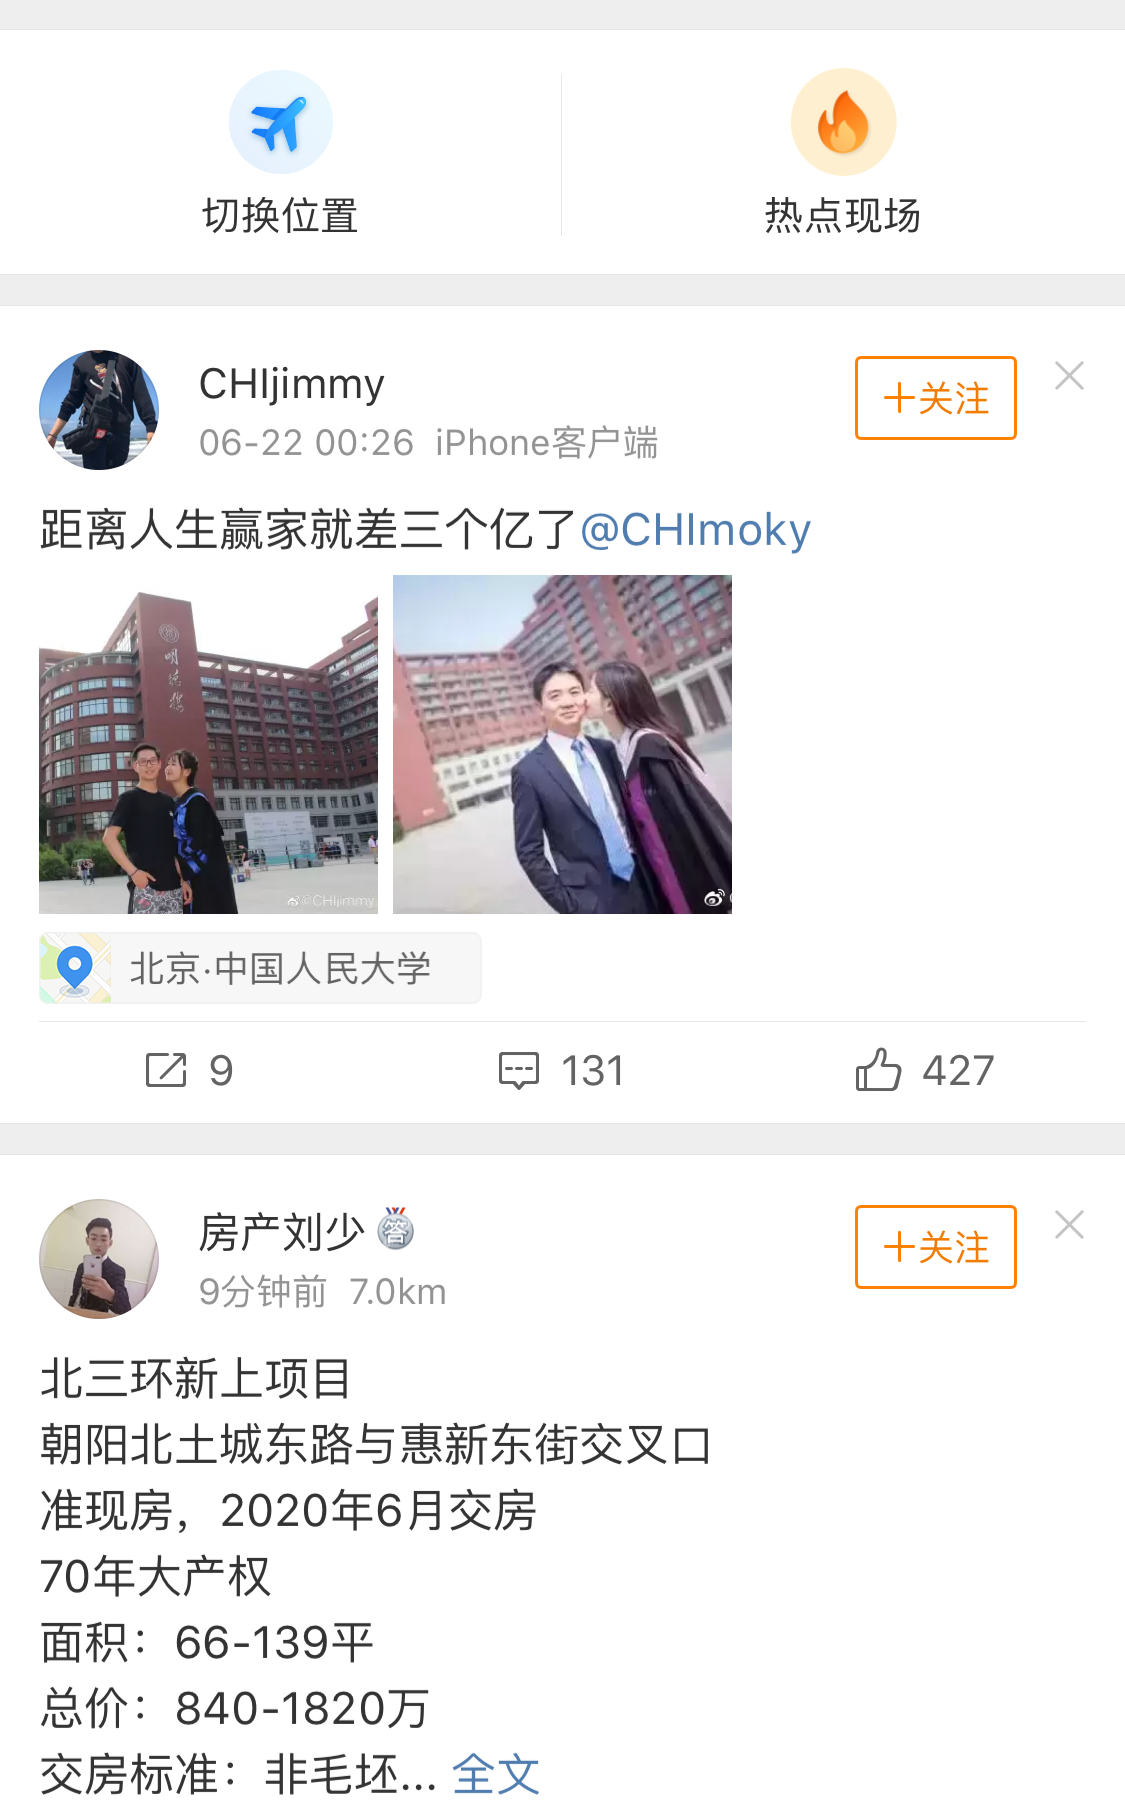 切换位置
热点现场
CHIjimmy
06-22 00:26 iPhone客户端
+关注
距离人生赢家就差三个亿了@CHImoky
明德楼
@CHIjimmy
北京·中国人民大学
9
131
427
房产刘少 答
9分钟前 7.0km
+关注
北三环新上项目
朝阳北土城东路与惠新东街交叉口
准现房，2020年6月交房
70年大产权
面积：66-139平
总价：840-1820万
交房标准：非毛坯... 全文